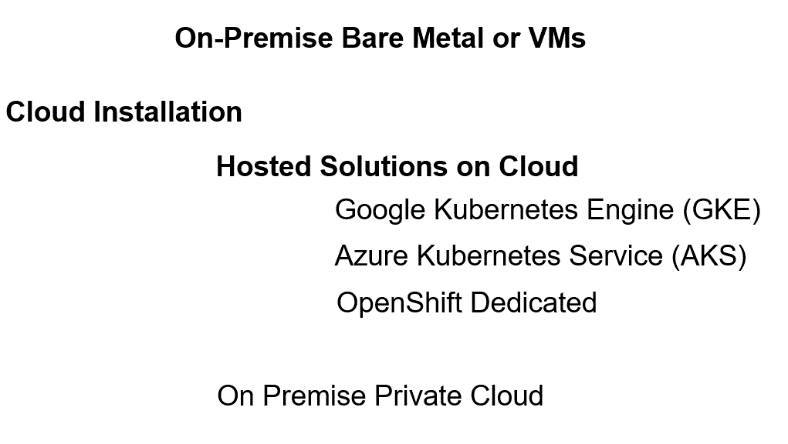 On-Premise Bare Metal or VMs
Cloud Installation
Hosted Solutions on Cloud
Google Kubernetes Engine (GKE)
Azure Kubernetes Service (AKS)
OpenShift Dedicated
On Premise Private Cloud